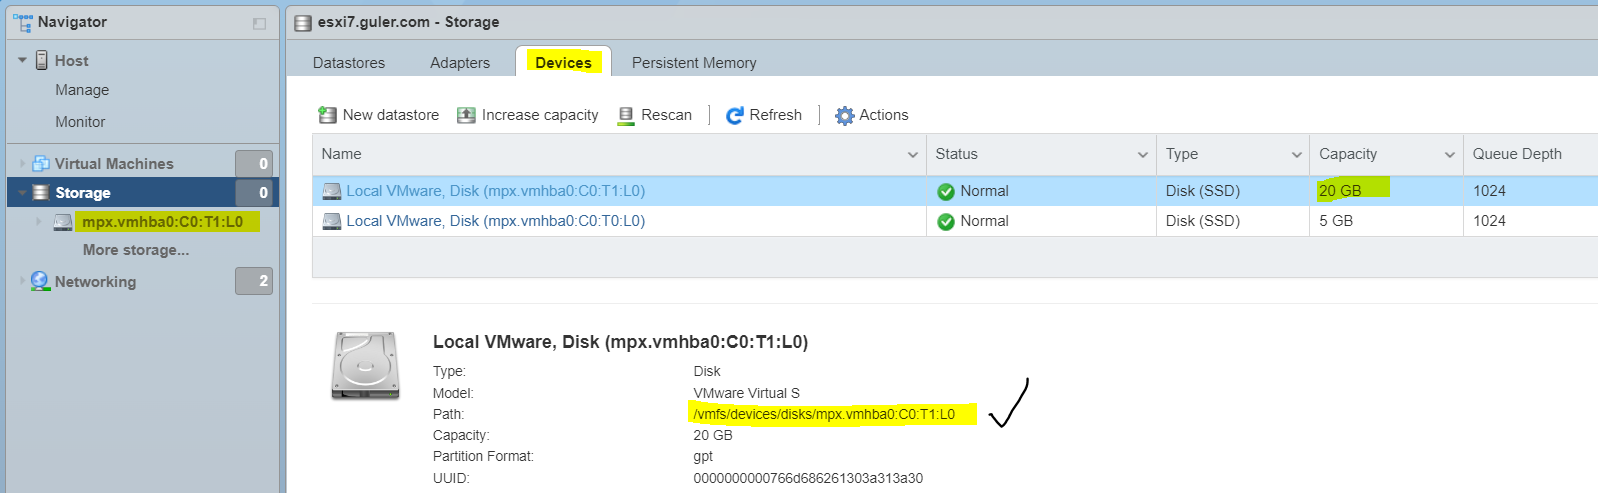 Navigator
Host
Manage
Monitor
Virtual Machines 0
Storage 0
mpx.vmhba0:C0:T1:L0
More storage...
Networking 2
esxi7.guler.com - Storage
Datastores Adapters Devices Persistent Memory
New datastore Increase capacity Rescan Refresh Actions
Name Status Type Capacity Queue Depth
Local VMware, Disk (mpx.vmhba0:C0:T1:L0) Normal Disk (SSD) 20 GB 1024
Local VMware, Disk (mpx.vmhba0:C0:T0:L0) Normal Disk (SSD) 5 GB 1024
Local VMware, Disk (mpx.vmhba0:C0:T1:L0)
Type: Disk
Model: VMware Virtual S
Path: /vmfs/devices/disks/mpx.vmhba0:C0:T1:L0
Capacity: 20 GB
Partition Format: gpt
UUID: 0000000000766d686261303a313a30